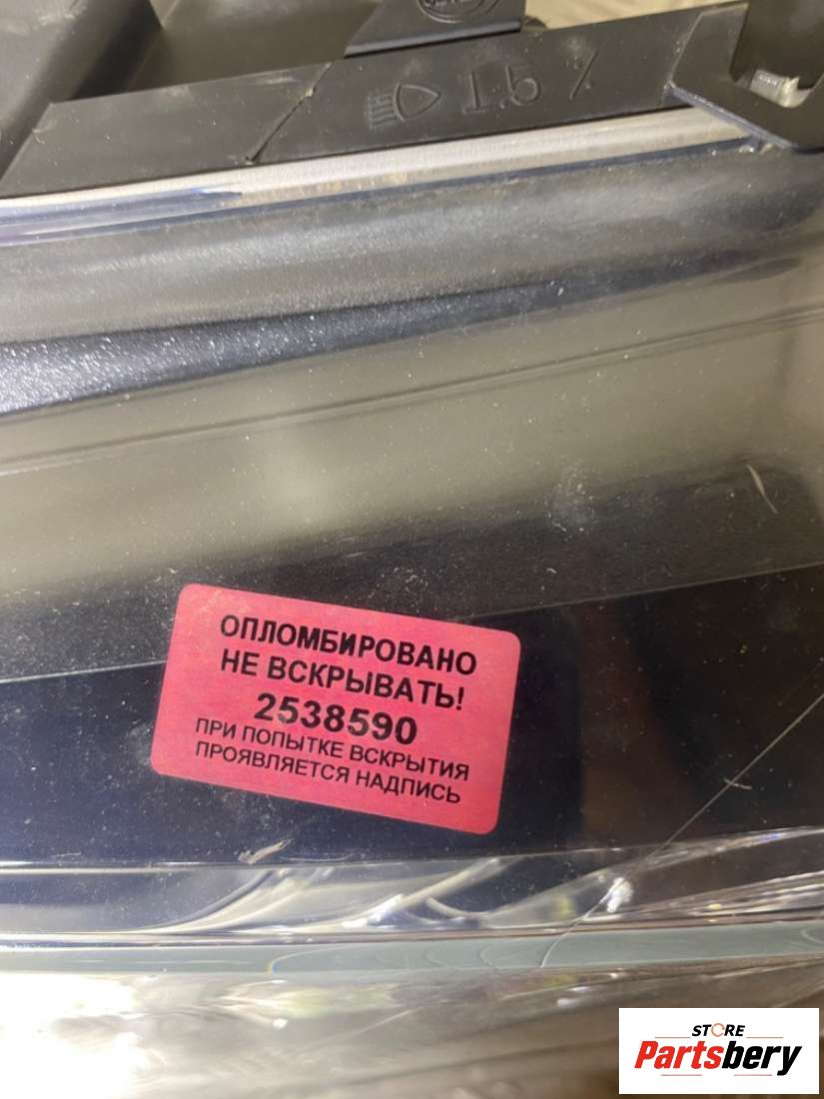 1.5 %
ОПЛОМБИРОВАНО
НЕ ВСКРЫВАТЬ!
2538590
ПРИ ПОПЫТКЕ ВСКРЫТИЯ
ПРОЯВЛЯЕТСЯ НАДПИСЬ
STORE
Partsbery